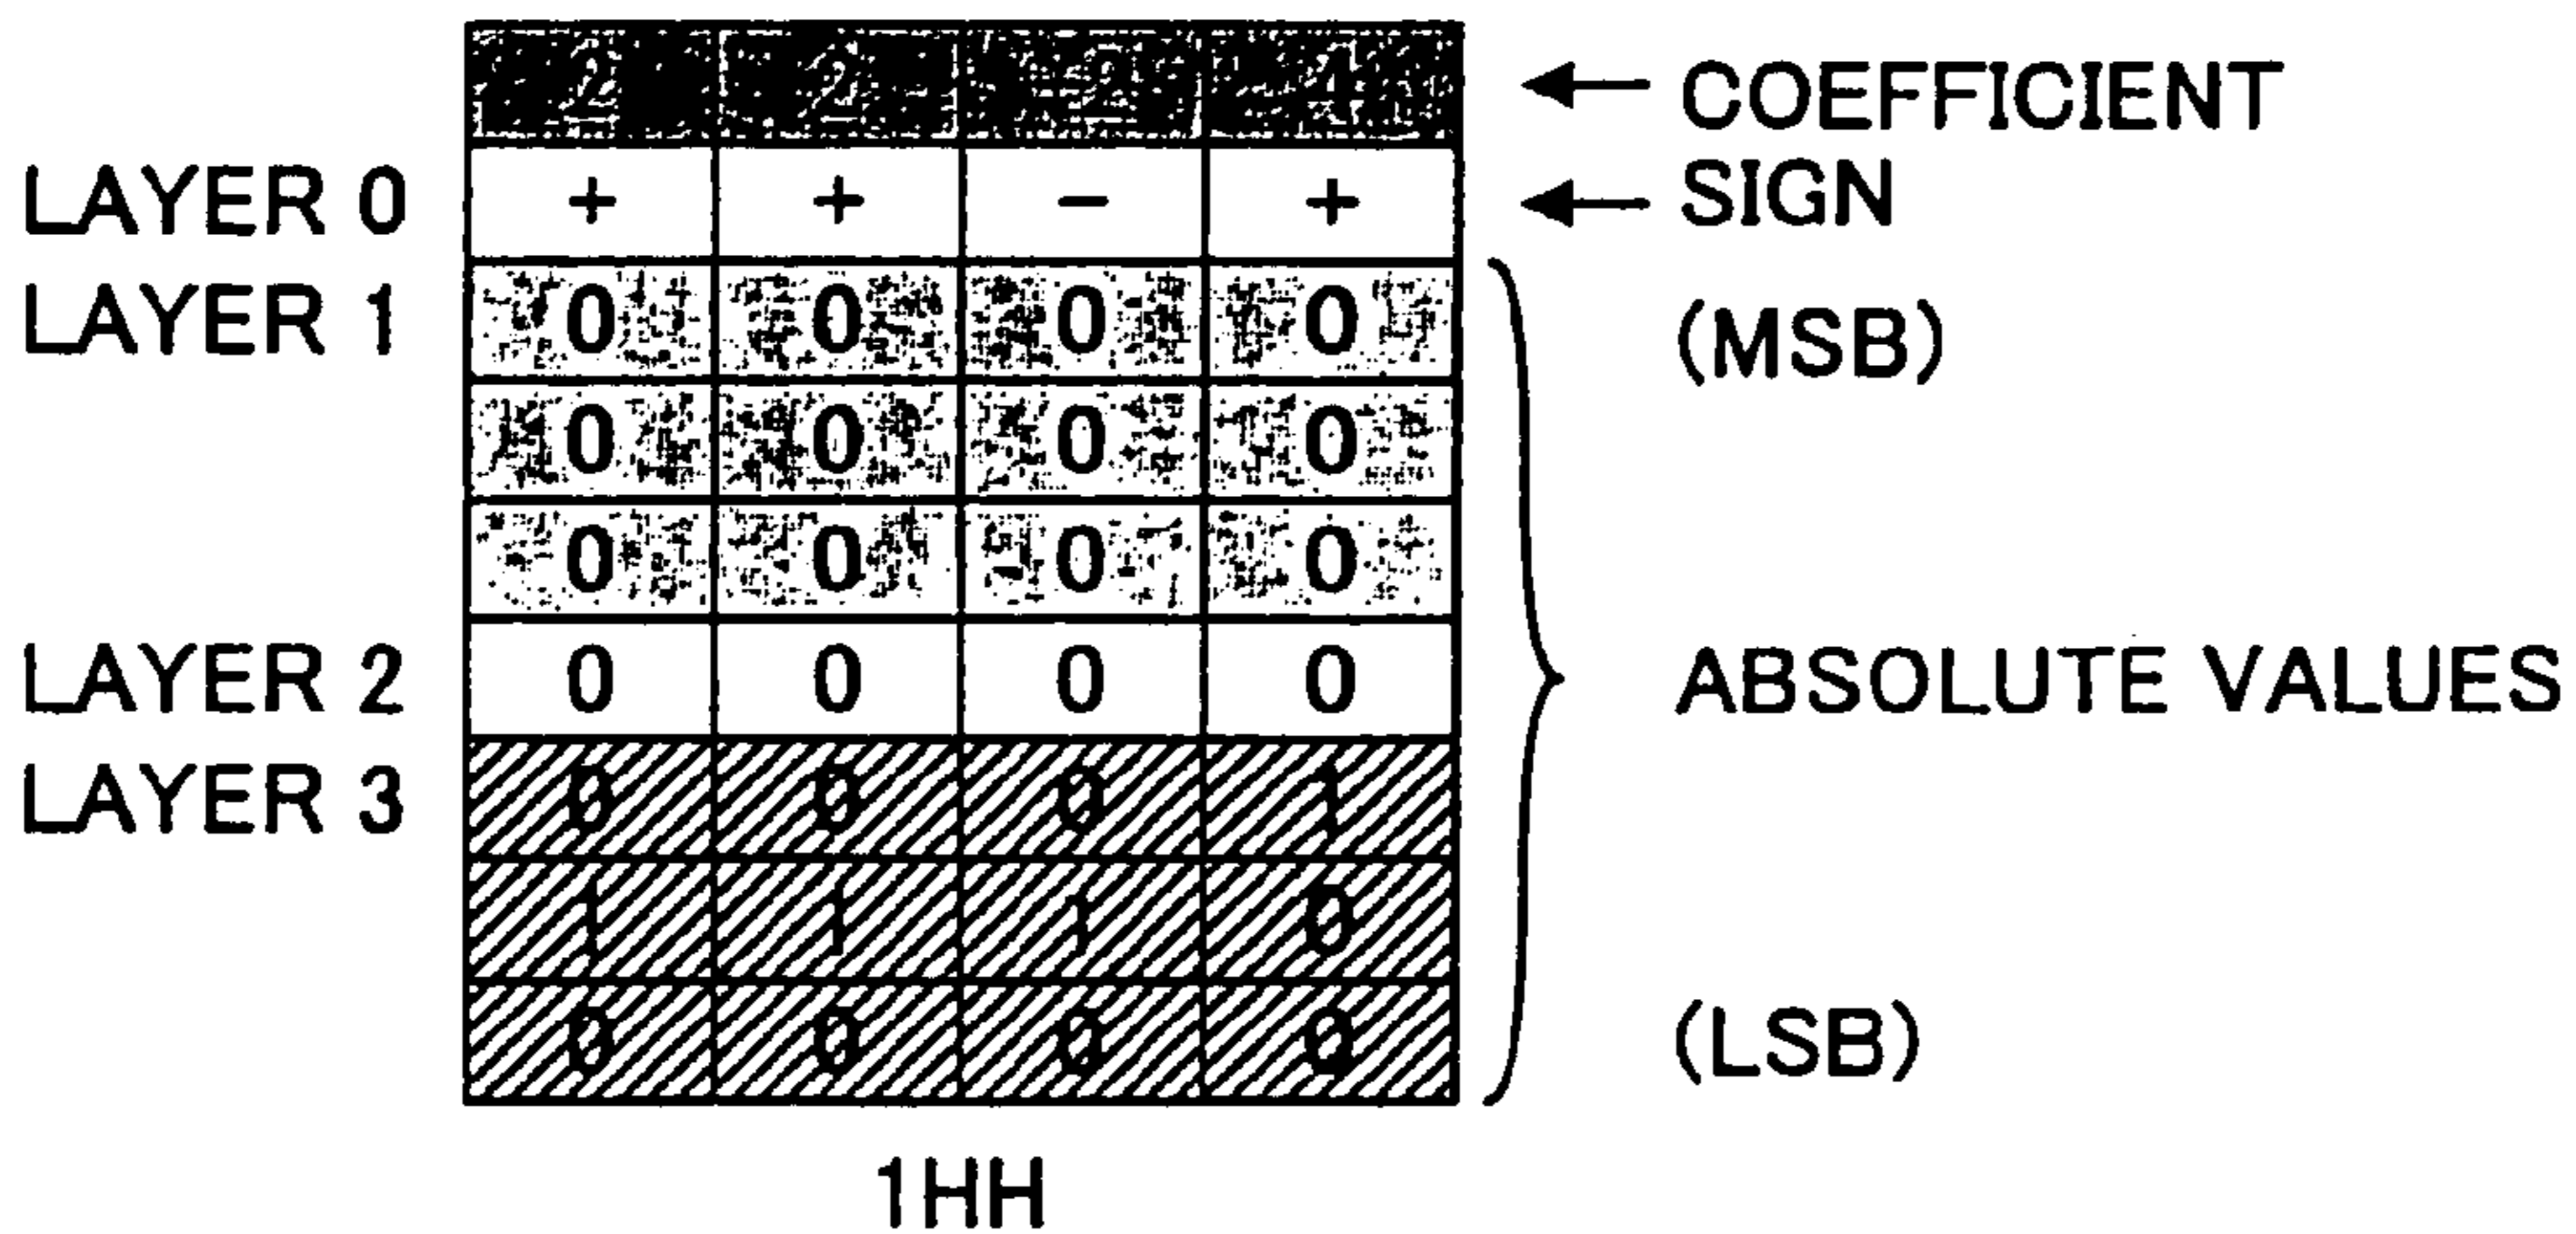 2 2 -2 4 ← COEFFICIENT
LAYER 0 + + - + ← SIGN
LAYER 1 0 0 0 0 (MSB)
0 0 0 0
0 0 0 0
LAYER 2 0 0 0 0 ABSOLUTE VALUES
LAYER 3 0 0 0 1
1 1 1 0
0 0 0 0 (LSB)
1HH